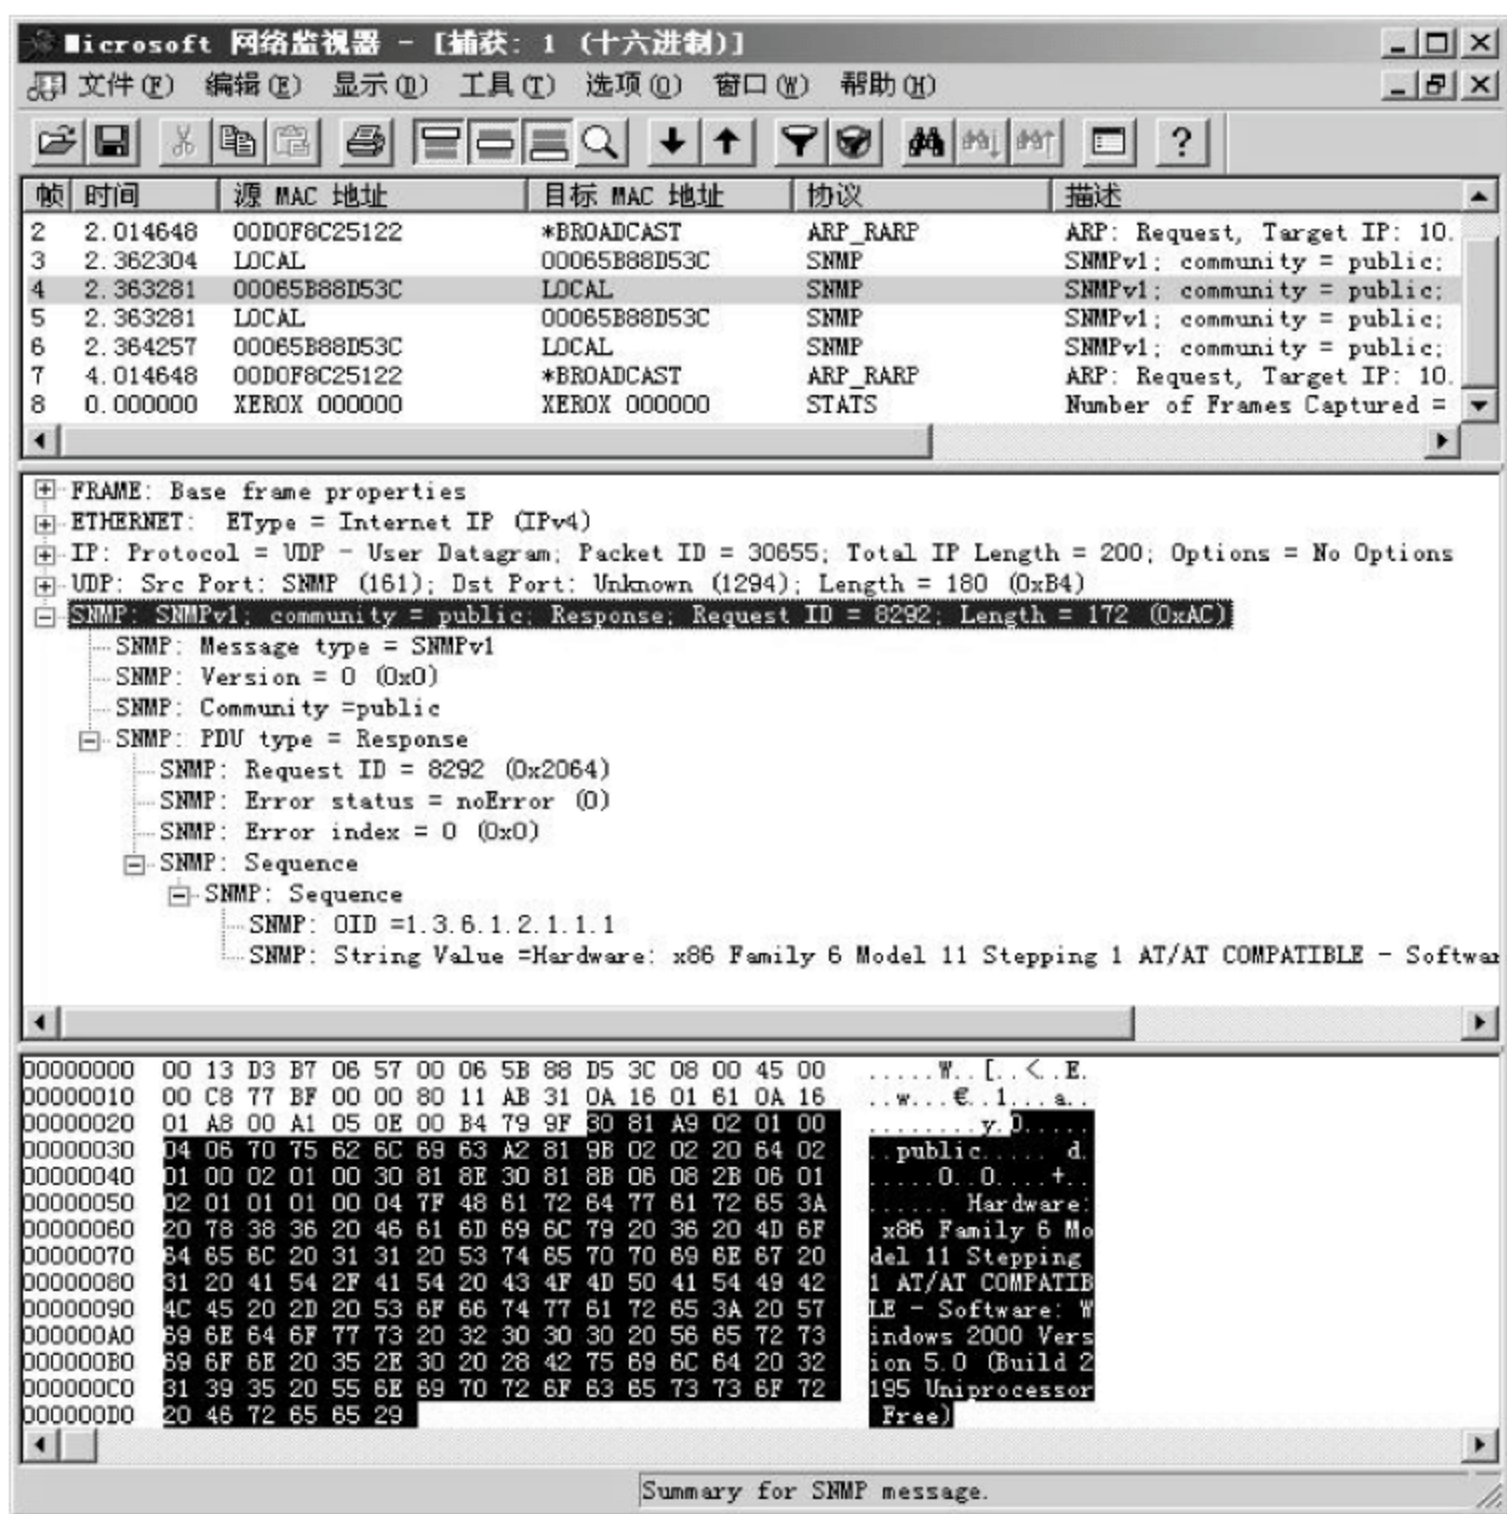 Microsoft 网络监视器 - [捕获: 1 (十六进制)]
文件(F) 编辑(E) 显示(D) 工具(T) 选项(O) 窗口(W) 帮助(H)
帧 时间 源 MAC 地址 目标 MAC 地址 协议 描述
2 2.014648 00D0F8C25122 *BROADCAST ARP_RARP ARP: Request, Target IP: 10.
3 2.362304 LOCAL 00065B88D53C SNMP SNMPv1; community = public;
4 2.363281 00065B88D53C LOCAL SNMP SNMPv1; community = public;
5 2.363281 LOCAL 00065B88D53C SNMP SNMPv1; community = public;
6 2.364257 00065B88D53C LOCAL SNMP SNMPv1; community = public;
7 4.014648 00D0F8C25122 *BROADCAST ARP_RARP ARP: Request, Target IP: 10.
8 0.000000 XEROX 000000 XEROX 000000 STATS Number of Frames Captured =
FRAME: Base frame properties
ETHERNET: EType = Internet IP (IPv4)
IP: Protocol = UDP - User Datagram; Packet ID = 30655; Total IP Length = 200; Options = No Options
UDP: Src Port: SNMP (161); Dst Port: Unknown (1294); Length = 180 (0xB4)
SNMP: SNMPv1; community = public; Response; Request ID = 8292; Length = 172 (0xAC)
SNMP: Message type = SNMPv1
SNMP: Version = 0 (0x0)
SNMP: Community =public
SNMP: PDU type = Response
SNMP: Request ID = 8292 (0x2064)
SNMP: Error status = noError (0)
SNMP: Error index = 0 (0x0)
SNMP: Sequence
SNMP: Sequence
SNMP: OID =1.3.6.1.2.1.1.1
SNMP: String Value =Hardware: x86 Family 6 Model 11 Stepping 1 AT/AT COMPATIBLE - Softwar
00000000 00 13 D3 B7 06 57 00 06 5B 88 D5 3C 08 00 45 00 .....W..[..<..E.
00000010 00 C8 77 BF 00 00 80 11 AB 31 0A 16 01 61 0A 16 ..w...€..1...a..
00000020 01 A8 00 A1 05 0E 00 B4 79 9F 30 81 A9 02 01 00 ........y.0.....
00000030 04 06 70 75 62 6C 69 63 A2 81 9B 02 02 20 64 02 ..public..... d.
00000040 01 00 02 01 00 30 81 8E 30 81 8B 06 08 2B 06 01 .....0..0....+..
00000050 02 01 01 01 00 04 7F 48 61 72 64 77 61 72 65 3A ...... Hardware:
00000060 20 78 38 36 20 46 61 6D 69 6C 79 20 36 20 4D 6F x86 Family 6 Mo
00000070 64 65 6C 20 31 31 20 53 74 65 70 70 69 6E 67 20 del 11 Stepping
00000080 31 20 41 54 2F 41 54 20 43 4F 4D 50 41 54 49 42 1 AT/AT COMPATIB
00000090 4C 45 20 2D 20 53 6F 66 74 77 61 72 65 3A 20 57 LE - Software: W
000000A0 69 6E 64 6F 77 73 20 32 30 30 30 20 56 65 72 73 indows 2000 Vers
000000B0 69 6F 6E 20 35 2E 30 20 28 42 75 69 6C 64 20 32 ion 5.0 (Build 2
000000C0 31 39 35 20 55 6E 69 70 72 6F 63 65 73 73 6F 72 195 Uniprocessor
000000D0 20 46 72 65 65 29 Free)
Summary for SNMP message.